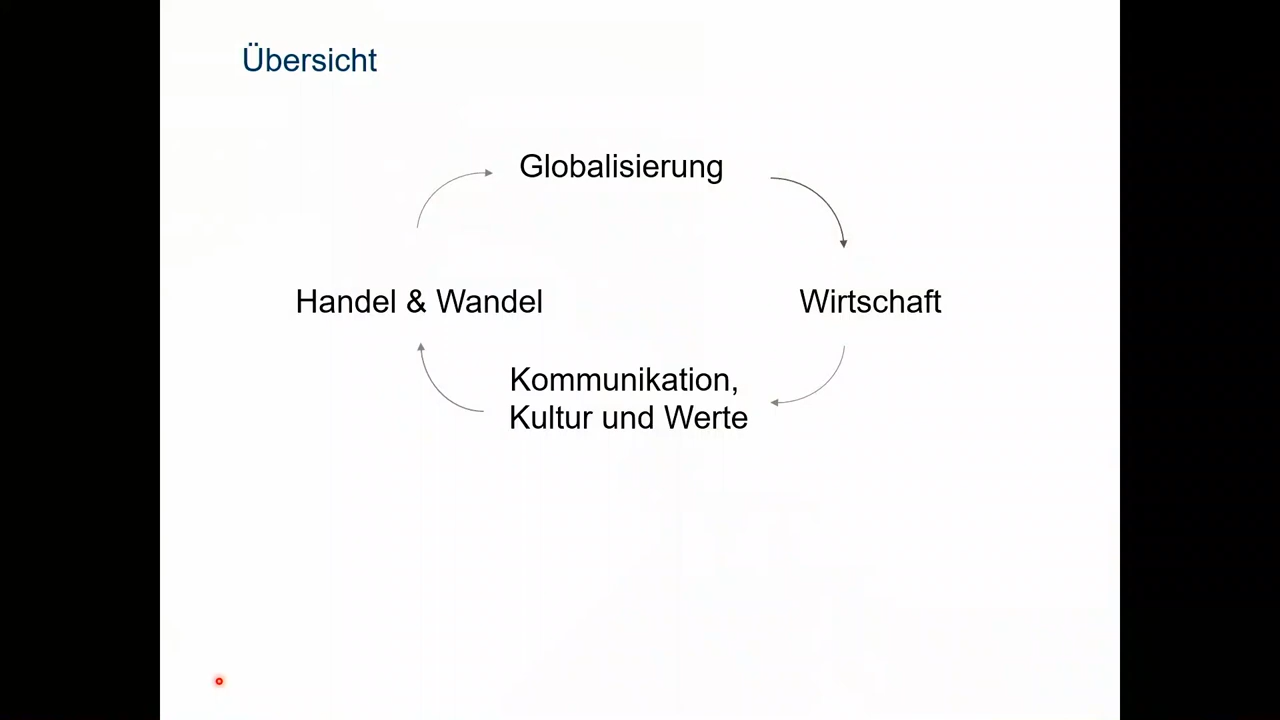 Übersicht
Globalisierung
Handel & Wandel
Wirtschaft
Kommunikation,
Kultur und Werte